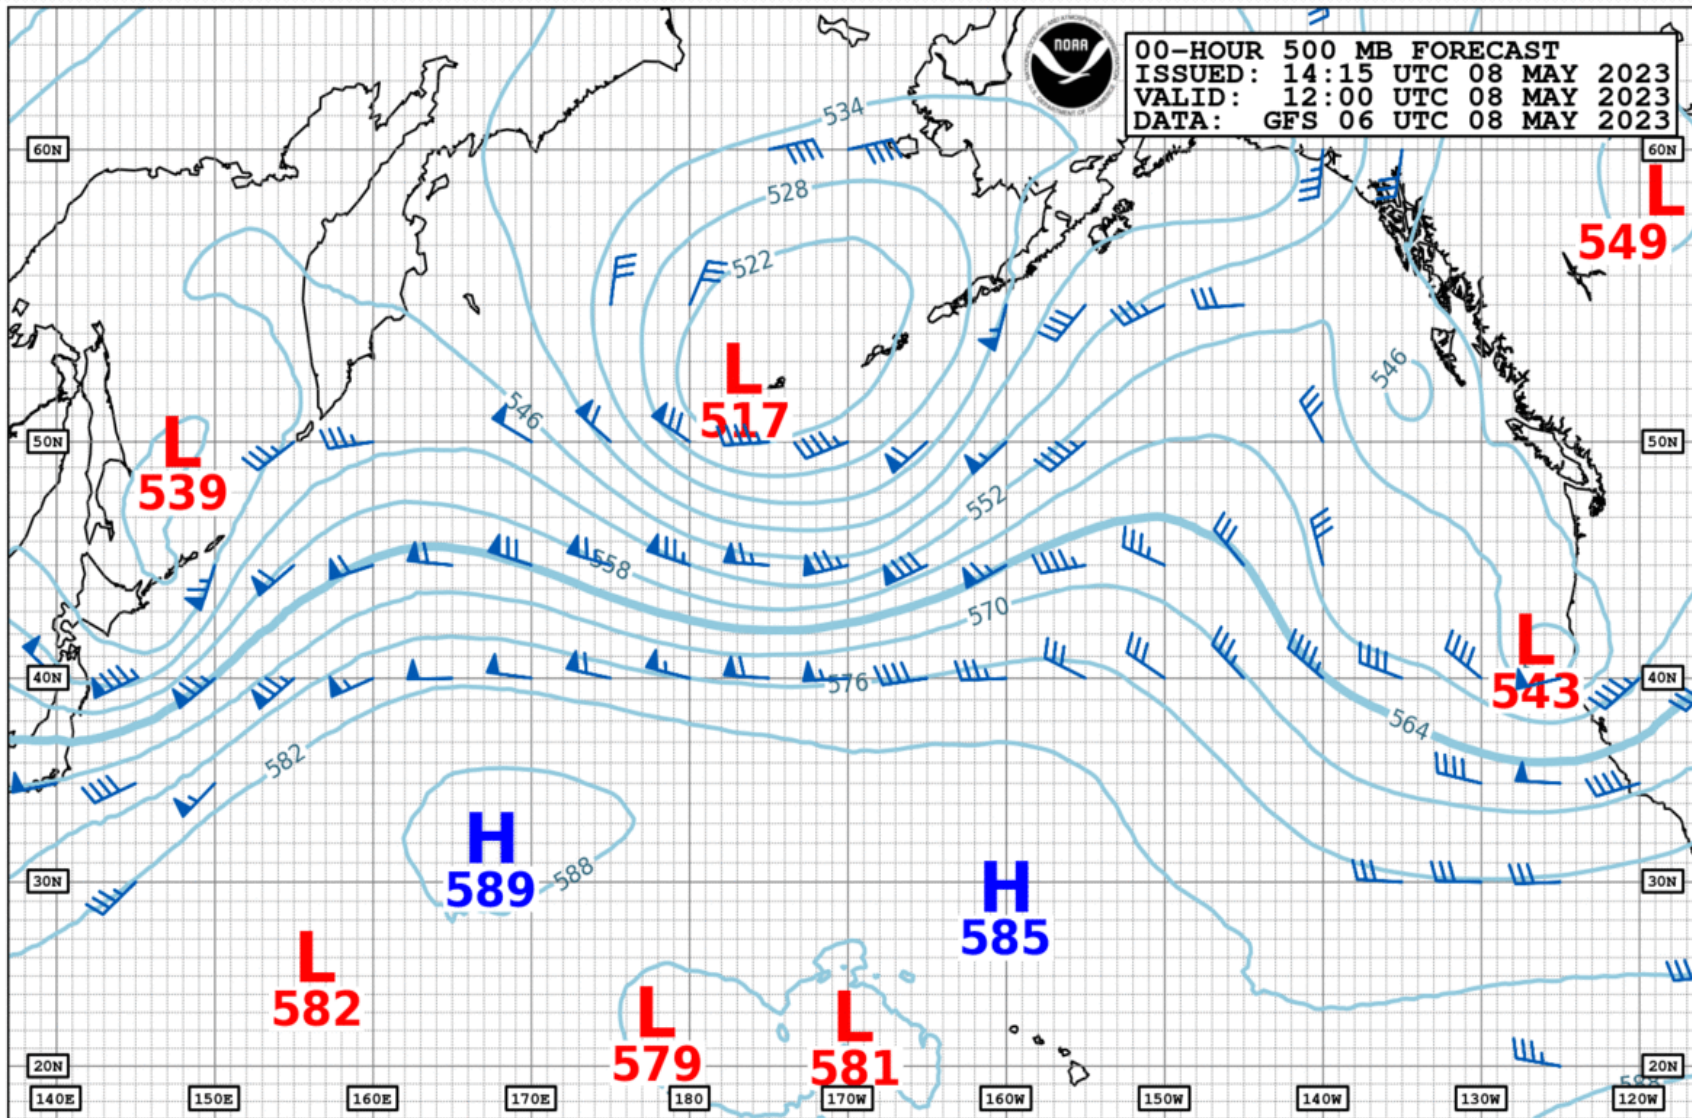 NOAA
00-HOUR 500 MB FORECAST
ISSUED: 14:15 UTC 08 MAY 2023
VALID: 12:00 UTC 08 MAY 2023
DATA: GFS 06 UTC 08 MAY 2023
534
60N
60N
528
L
549
522
546
L
517
546
50N
L
539
50N
552
558
570
L
543
40N
576
40N
564
582
H
589
588
30N
H
585
30N
L
582
L
579
L
581
20N
20N
588
140E
150E
160E
170E
180
170W
160W
150W
140W
130W
120W